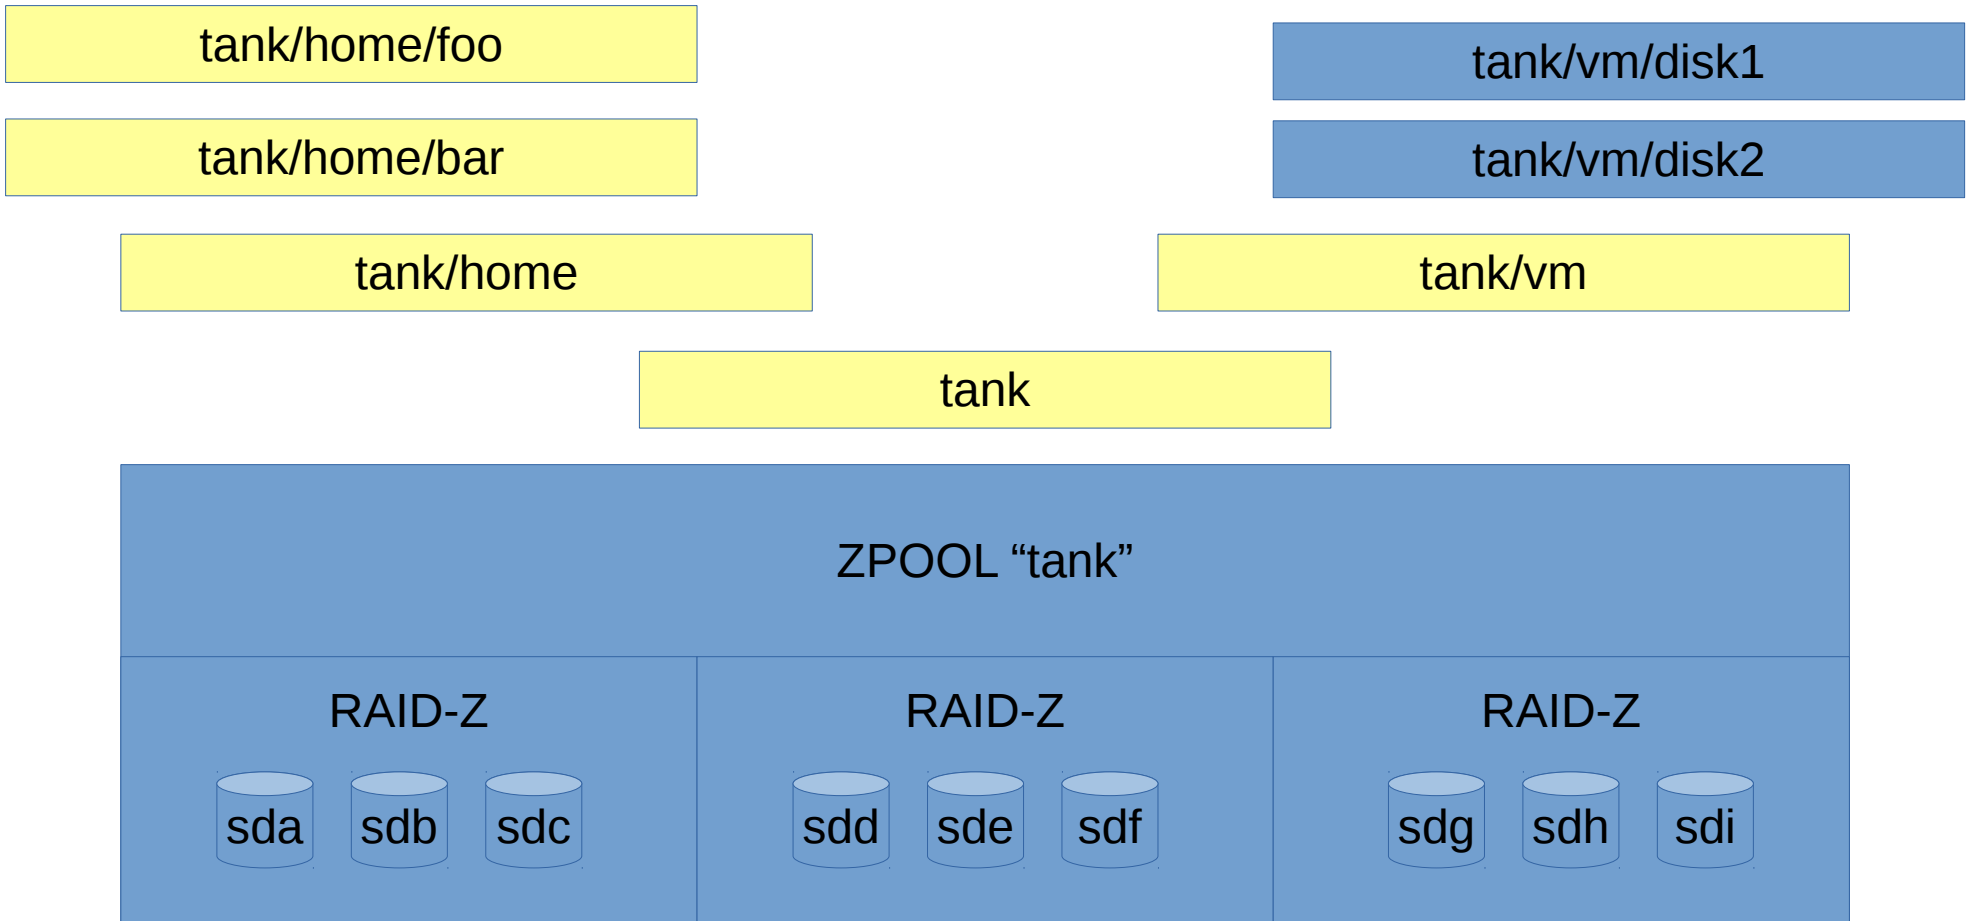 tank/home/foo
tank/vm/disk1
tank/home/bar
tank/vm/disk2
tank/home
tank/vm
tank
ZPOOL “tank”
RAID-Z
RAID-Z
RAID-Z
sda
sdb
sdc
sdd
sde
sdf
sdg
sdh
sdi